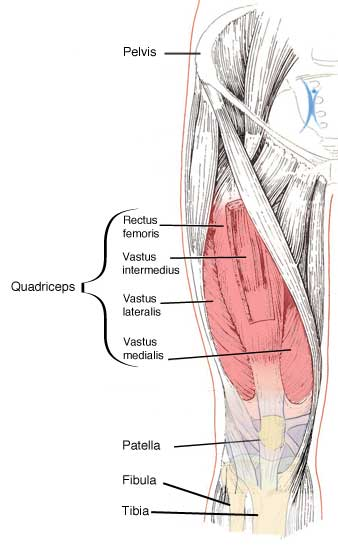 Pelvis
Rectus
femoris
Vastus
intermedius
Quadriceps
Vastus
lateralis
Vastus
medialis
Patella
Fibula
Tibia